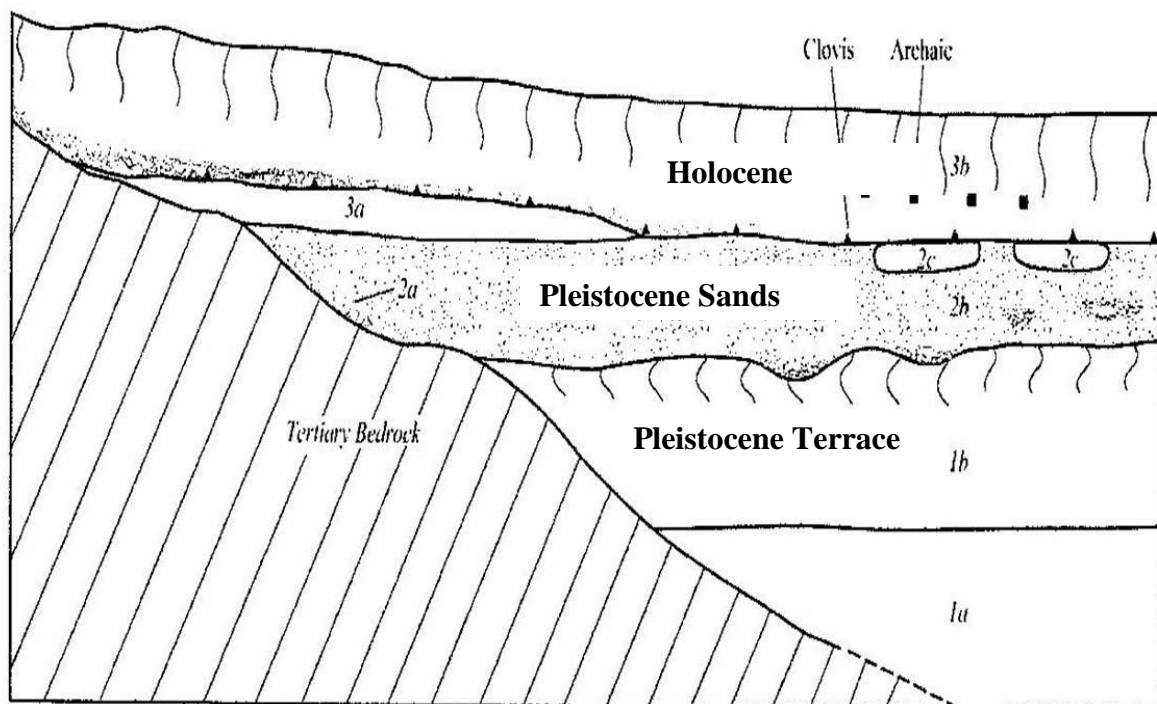 Clovis Archaic
Holocene
3b
3a
2c 2c
2a
Pleistocene Sands
2b
Tertiary Bedrock
Pleistocene Terrace
1b
1a